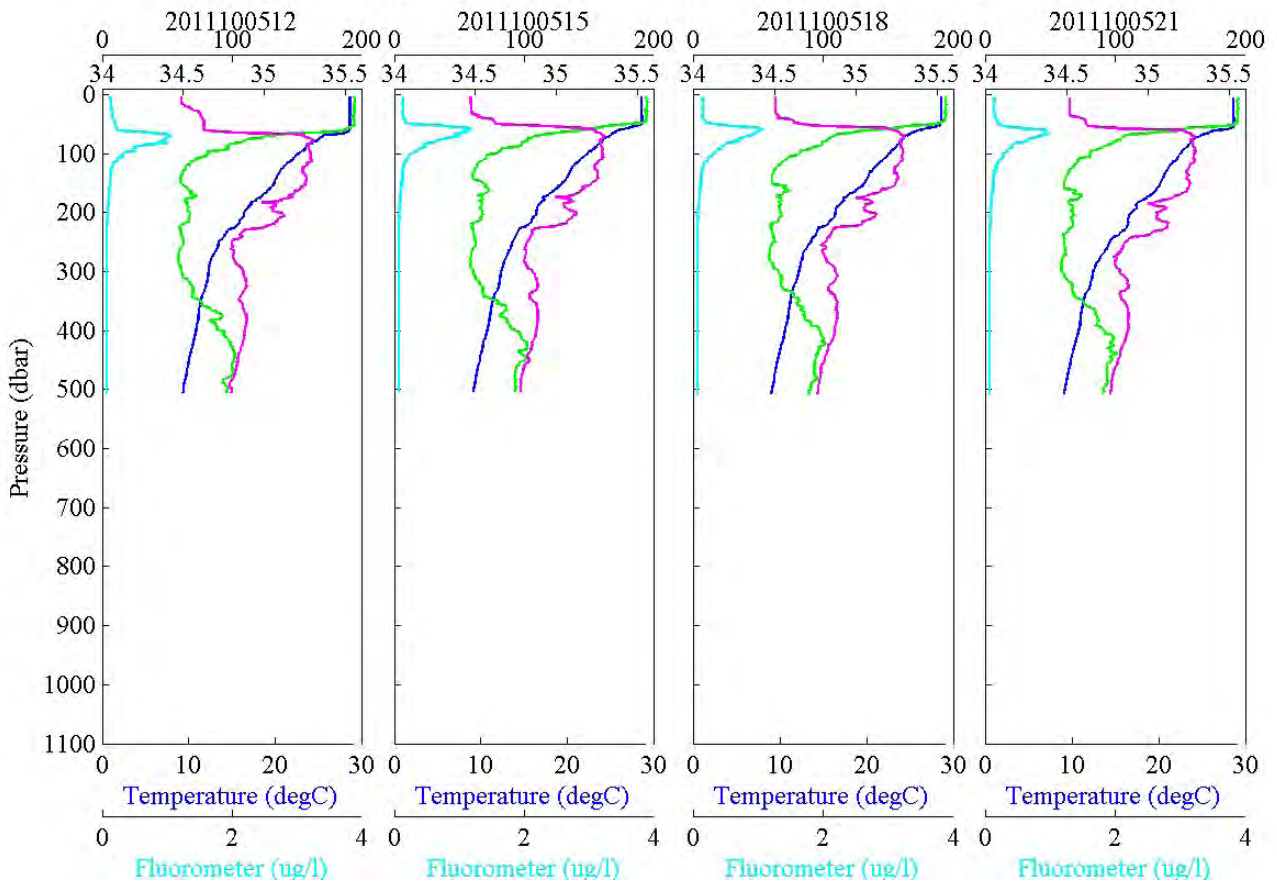 2011100512 2011100515 2011100518 2011100521
0 100 200 0 100 200 0 100 200 0 100 200
34 34.5 35 35.5 34 34.5 35 35.5 34 34.5 35 35.5 34 34.5 35 35.5
0
100
200
300
400
500
600
700
800
900
1000
1100
Pressure (dbar)
0 10 20 30 0 10 20 30 0 10 20 30 0 10 20 30
Temperature (degC) Temperature (degC) Temperature (degC) Temperature (degC)
0 2 4 0 2 4 0 2 4 0 2 4
Fluorometer (ug/l) Fluorometer (ug/l) Fluorometer (ug/l) Fluorometer (ug/l)